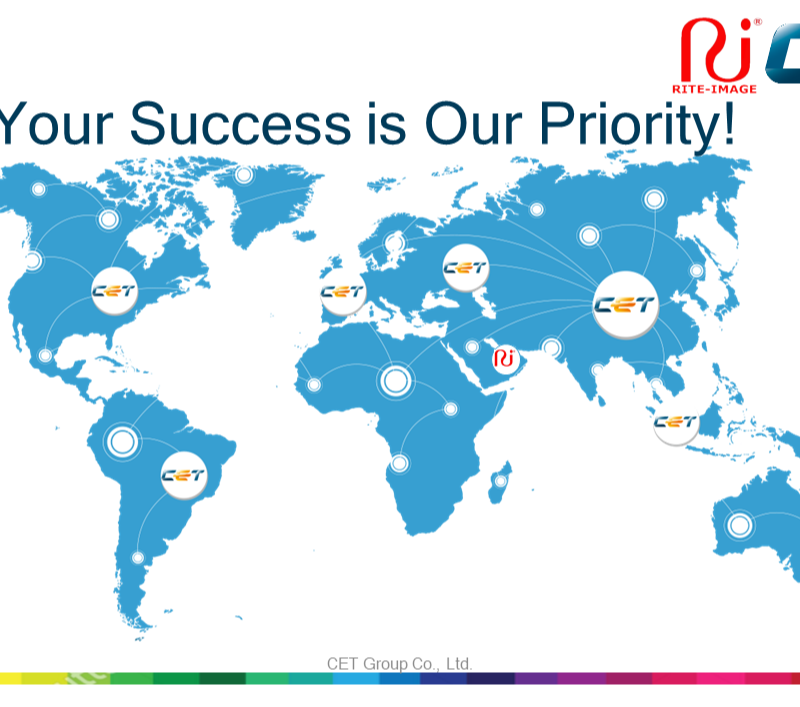 Ri®
RITE-IMAGE
Your Success is Our Priority!
CET
CET
CET
CET
Ri
CET
CET
CET Group Co., Ltd.